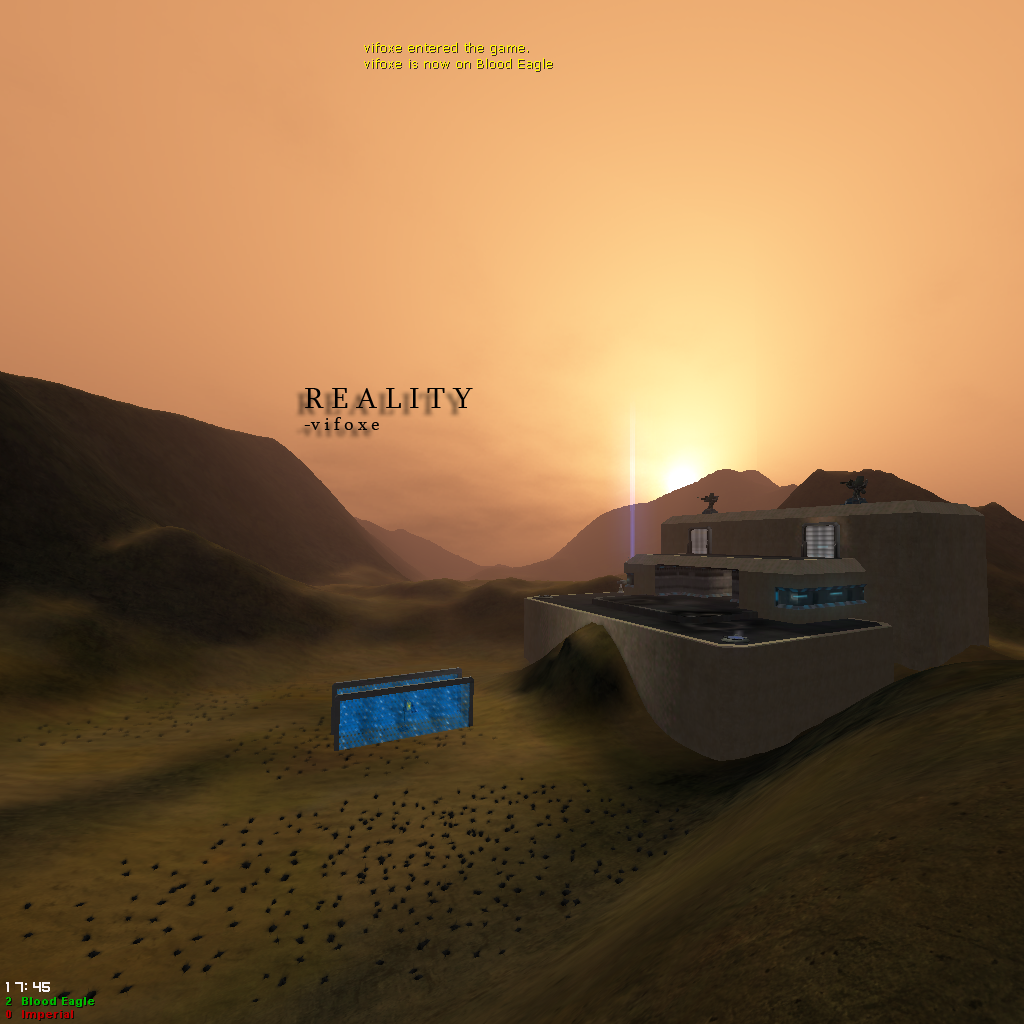 vifoxe entered the game.
vifoxe is now on Blood Eagle
REALITY
-vifoxe
17:45
2 Blood Eagle
0 Imperial